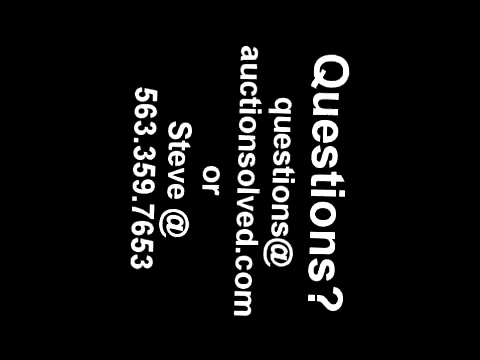 Questions?
questions@
auctionsolved.com
or
Steve @
563.359.7653